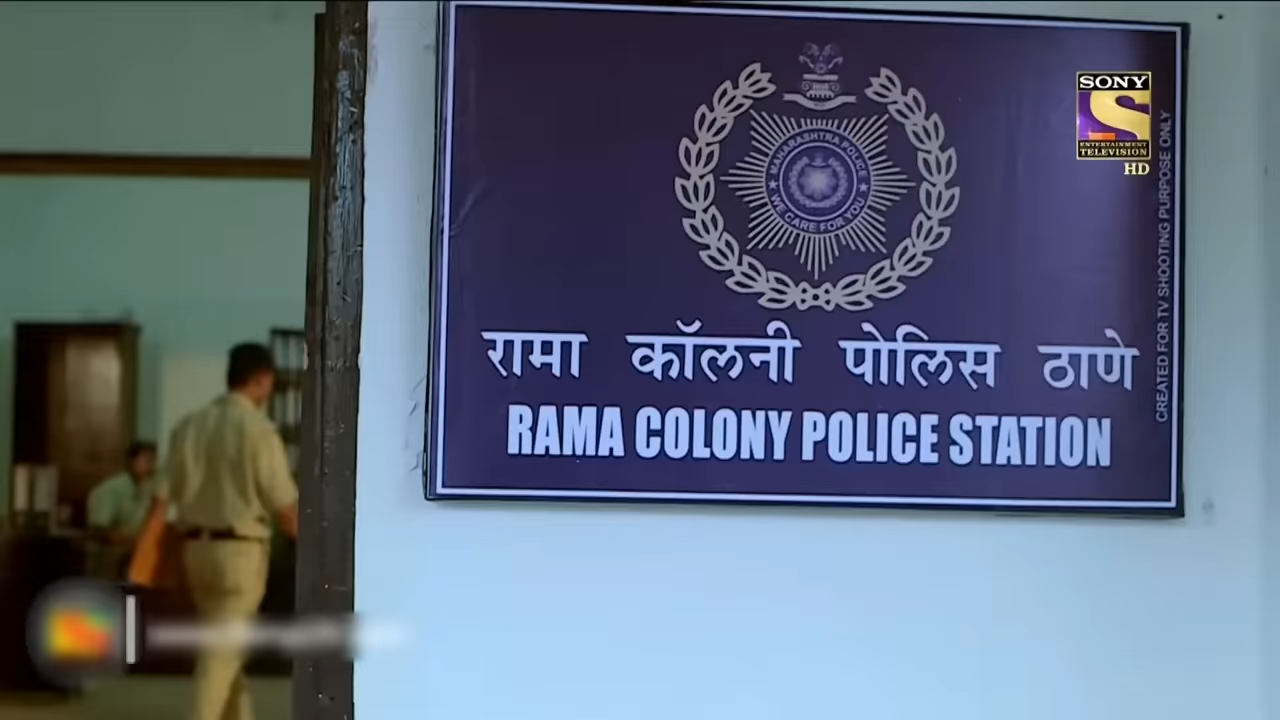 MAHARASHTRA POLICE
WE CARE FOR YOU
रामा कॉलनी पोलिस ठाणे
RAMA COLONY POLICE STATION
CREATED FOR TV SHOOTING PURPOSE ONLY
SONY
ENTERTAINMENT
TELEVISION
HD